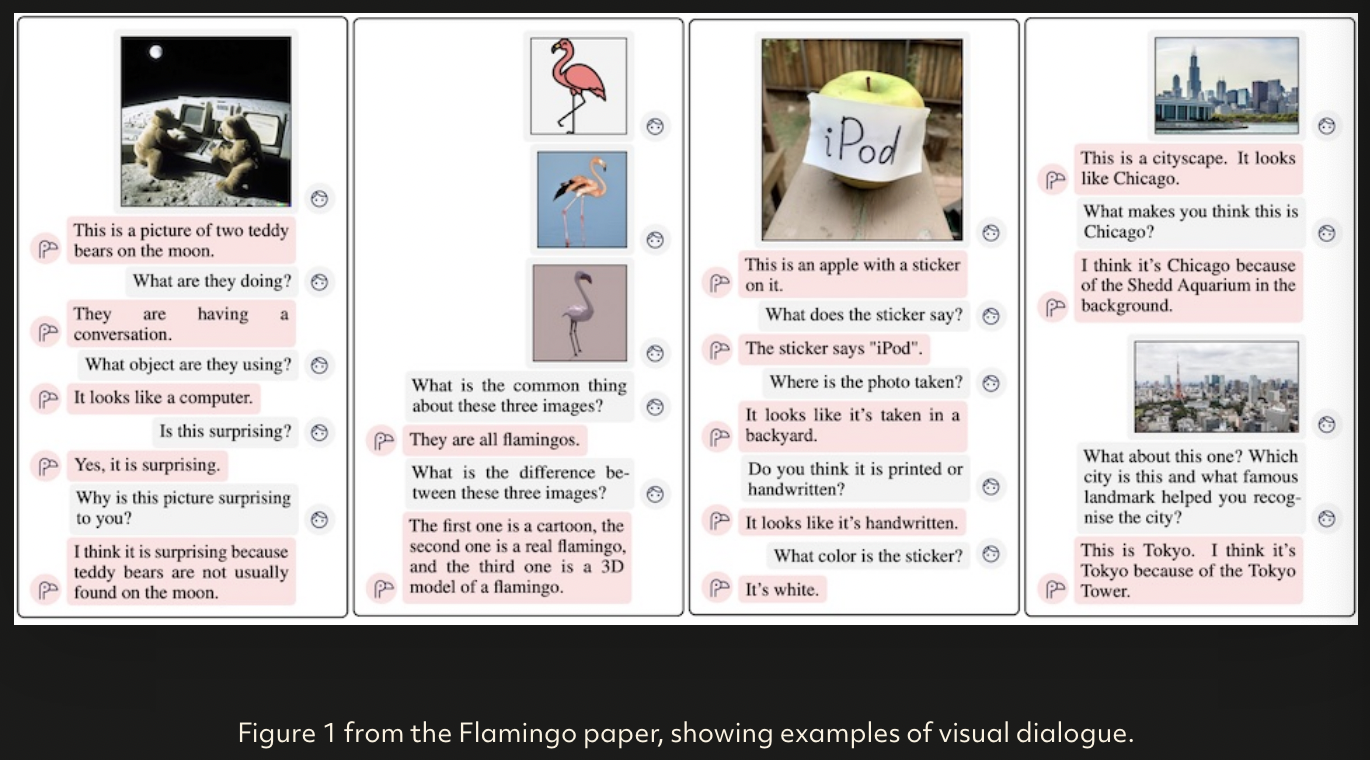 This is a picture of two teddy
bears on the moon.
What are they doing?
They are having a
conversation.
What object are they using?
It looks like a computer.
Is this surprising?
Yes, it is surprising.
Why is this picture surprising
to you?
I think it is surprising because
teddy bears are not usually
found on the moon.
What is the common thing
about these three images?
They are all flamingos.
What is the difference be-
tween these three images?
The first one is a cartoon, the
second one is a real flamingo,
and the third one is a 3D
model of a flamingo.
iPod
This is an apple with a sticker
on it.
What does the sticker say?
The sticker says "iPod".
Where is the photo taken?
It looks like it's taken in a
backyard.
Do you think it is printed or
handwritten?
It looks like it's handwritten.
What color is the sticker?
It's white.
This is a cityscape. It looks
like Chicago.
What makes you think this is
Chicago?
I think it's Chicago because
of the Shedd Aquarium in the
background.
What about this one? Which
city is this and what famous
landmark helped you recog-
nise the city?
This is Tokyo. I think it's
Tokyo because of the Tokyo
Tower.
Figure 1 from the Flamingo paper, showing examples of visual dialogue.